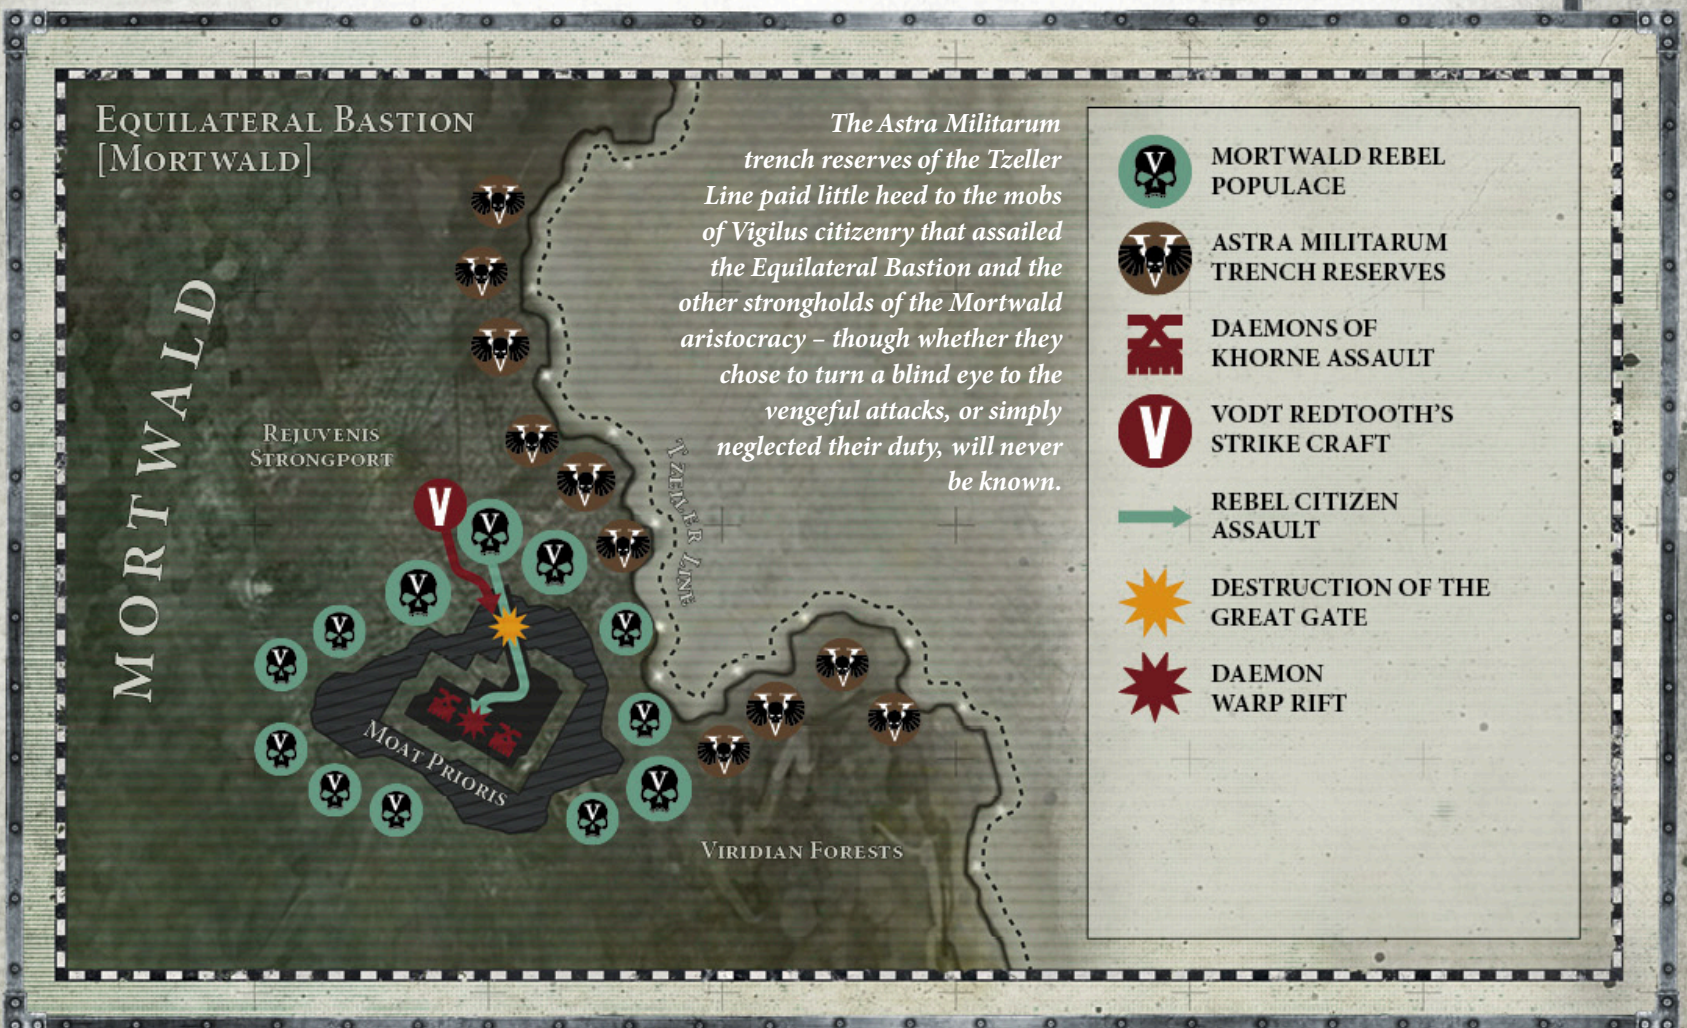 EQUILATERAL BASTION
[MORTWALD]
The Astra Militarum
trench reserves of the Tzeller
Line paid little heed to the mobs
of Vigilus citizenry that assailed
the Equilateral Bastion and the
other strongholds of the Mortwald
aristocracy – though whether they
chose to turn a blind eye to the
vengeful attacks, or simply
neglected their duty, will never
be known.
MORTWALD
REJUVENIS
STRONGPORT
TZELLER LINE
MOAT PRIORIS
VIRIDIAN FORESTS
MORTWALD REBEL
POPULACE
ASTRA MILITARUM
TRENCH RESERVES
DAEMONS OF
KHORNE ASSAULT
V
VODT REDTOOTH’S
STRIKE CRAFT
REBEL CITIZEN
ASSAULT
DESTRUCTION OF THE
GREAT GATE
DAEMON
WARP RIFT